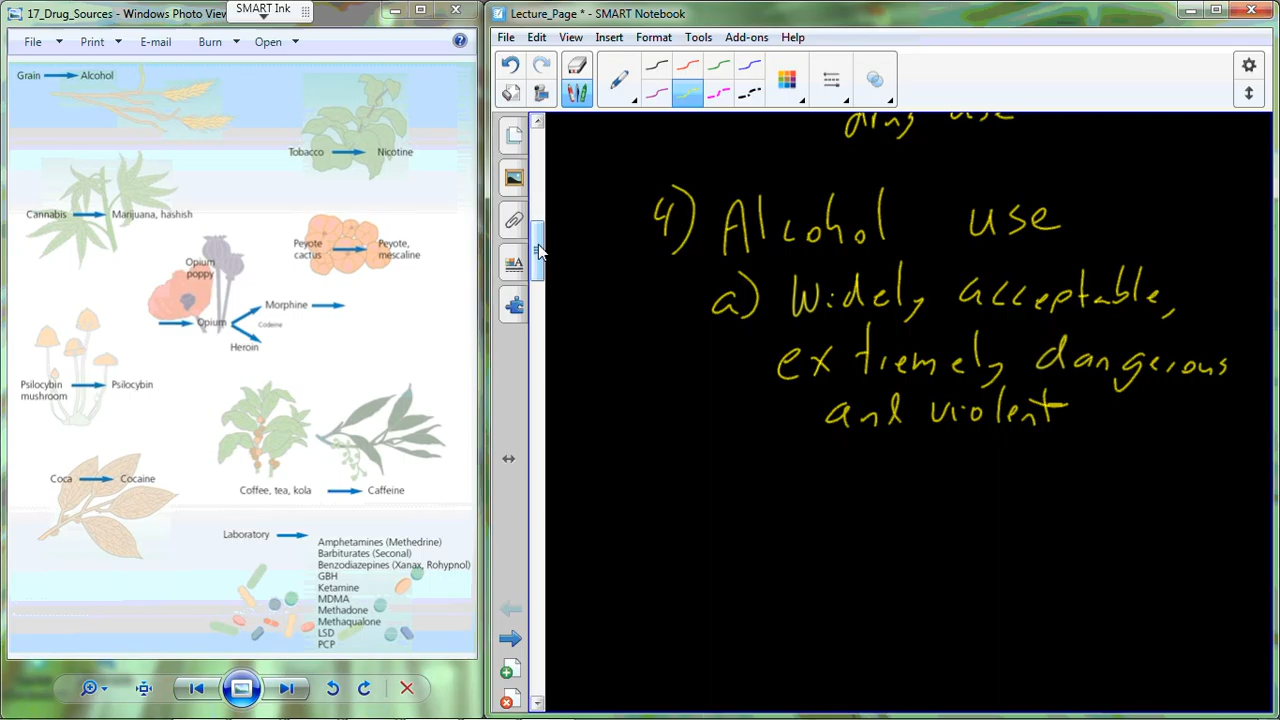 17_Drug_Sources - Windows Photo View
SMART Ink
File Print E-mail Burn Open
Grain Alcohol
Tobacco Nicotine
Cannabis Marijuana, hashish
Peyote cactus
Peyote, mescaline
Opium poppy
Morphine
Opium
Codeine
Heroin
Psilocybin mushroom
Psilocybin
Coca Cocaine
Coffee, tea, kola Caffeine
Laboratory
Amphetamines (Methedrine)
Barbiturates (Seconal)
Benzodiazepines (Xanax, Rohypnol)
GBH
Ketamine
MDMA
Methadone
Methaqualone
LSD
PCP
Lecture_Page * - SMART Notebook
File Edit View Insert Format Tools Add-ons Help
drug use
4) Alcohol use
a) Widely acceptable,
extremely dangerous
and violent